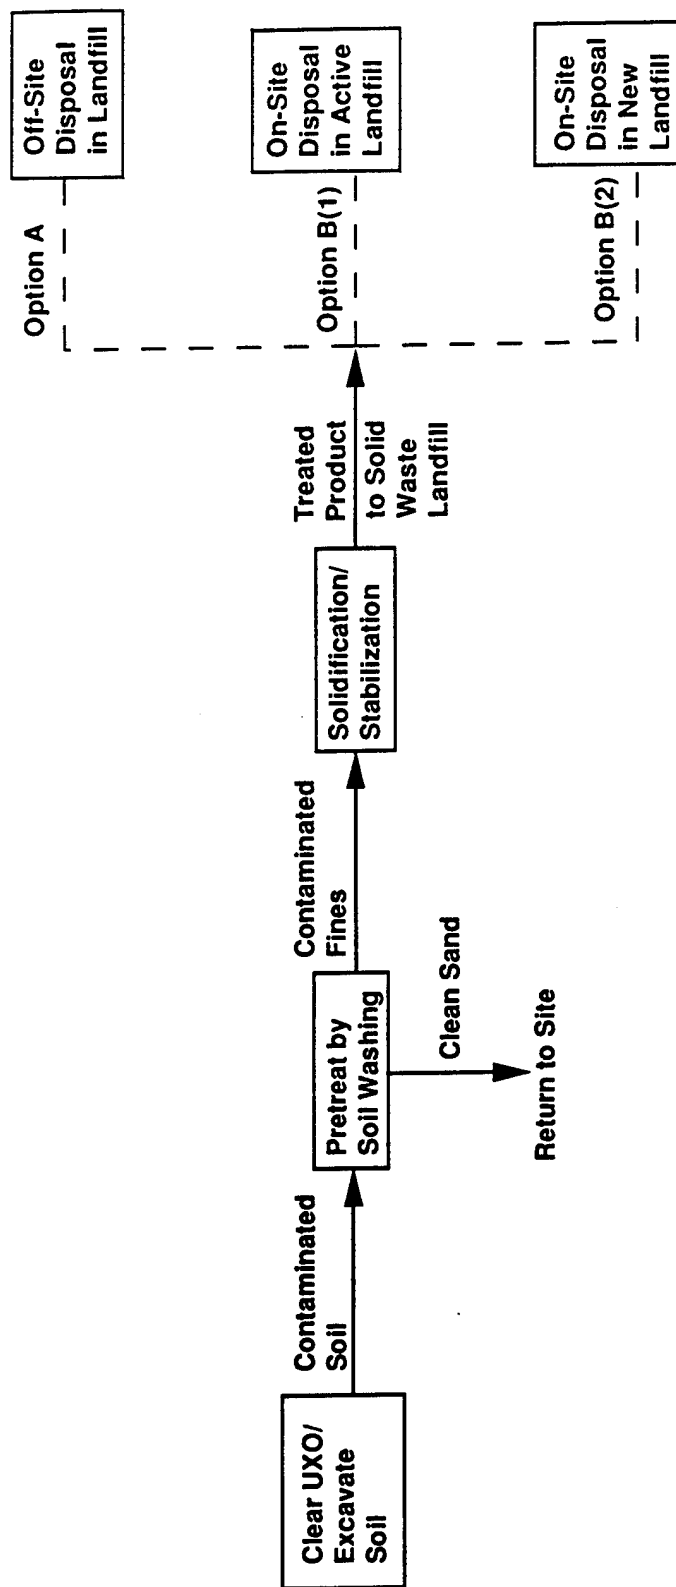 Clear UXO/
Excavate
Soil
Contaminated
Soil
Pretreat by
Soil Washing
Clean Sand
Return to Site
Contaminated
Fines
Solidification/
Stabilization
Treated
Product
to Solid
Waste
Landfill
Option A
Off-Site
Disposal
in Landfill
Option B(1)
On-Site
Disposal
in Active
Landfill
Option B(2)
On-Site
Disposal
in New
Landfill